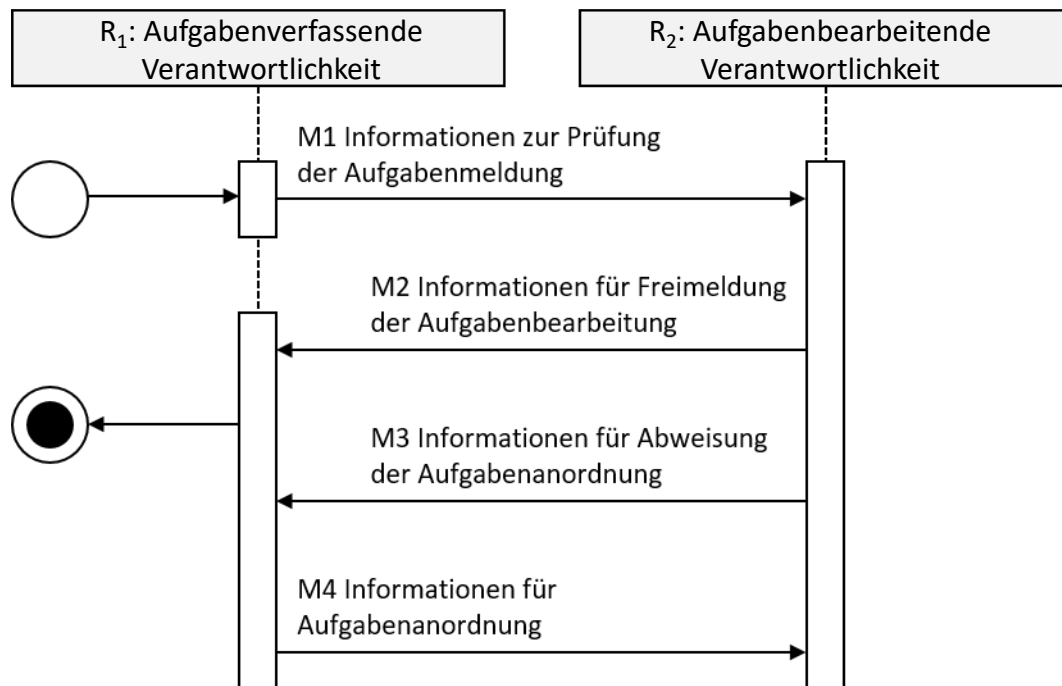 R₁: Aufgabenverfassende
Verantwortlichkeit
R₂: Aufgabenbearbeitende
Verantwortlichkeit
M1 Informationen zur Prüfung
der Aufgabenmeldung
M2 Informationen für Freimeldung
der Aufgabenbearbeitung
M3 Informationen für Abweisung
der Aufgabenanordnung
M4 Informationen für
Aufgabenanordnung